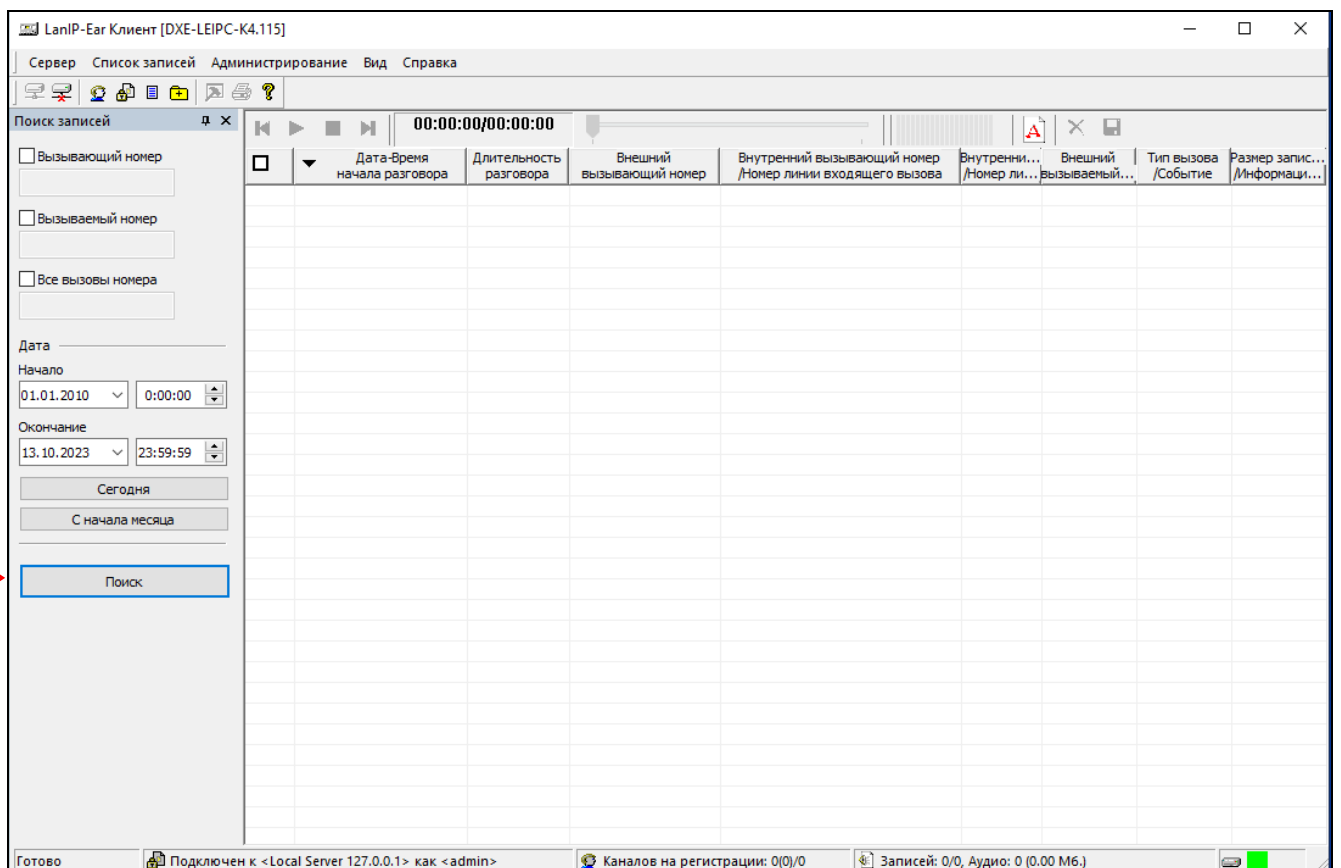 LanIP-Ear Клиент [DXE-LEIPC-K4.115]
Сервер Список записей Администрирование Вид Справка
Поиск записей
00:00:00/00:00:00
A
Вызывающий номер
Вызываемый номер
Все вызовы номера
Дата
Начало
01.01.2010 0:00:00
Окончание
13.10.2023 23:59:59
Сегодня
С начала месяца
Поиск
Дата-Время
начала разговора
Длительность
разговора
Внешний
вызывающий номер
Внутренний вызывающий номер
/Номер линии входящего вызова
Внутренни...
/Номер ли...
Внешний
вызываемый...
Тип вызова
/Событие
Размер запис...
/Информаци...
Готово
Подключен к <Local Server 127.0.0.1> как <admin>
Каналов на регистрации: 0(0)/0
Записей: 0/0, Аудио: 0 (0.00 Мб.)